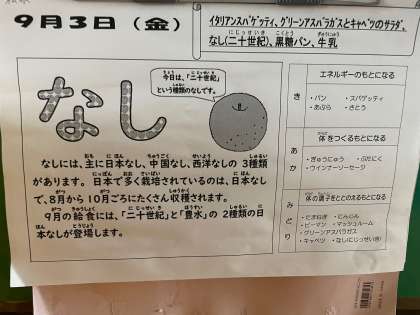 9月3日（金）
イタリアンスパゲッティ、グリーンアスパラガスとキャベツのサラダ、
なし(二十世紀)、黒糖パン、牛乳
今日は、「二十世紀」
という種類のなしです。
なし
なしには、主に日本なし、中国なし、西洋なしの 3種類
があります。日本で多く栽培されているのは、日本なし
で、8月から 10月ごろにたくさん収穫されます。
9月の給食には、「二十世紀」と「豊水」の 2種類の日
本なしが登場します。
エネルギーのもとになる
き
・パン ・スパゲティ
・あぶら ・さとう
体をつくるもとになる
あか
・ぎゅうにゅう ・ぶたにく
・ウインナーソーセージ
体の調子をととのえるもとになる
みどり
・たまねぎ ・にんじん
・ピーマン ・マッシュルーム
・グリーンアスパラガス
・キャベツ ・なし(にじっせいき)